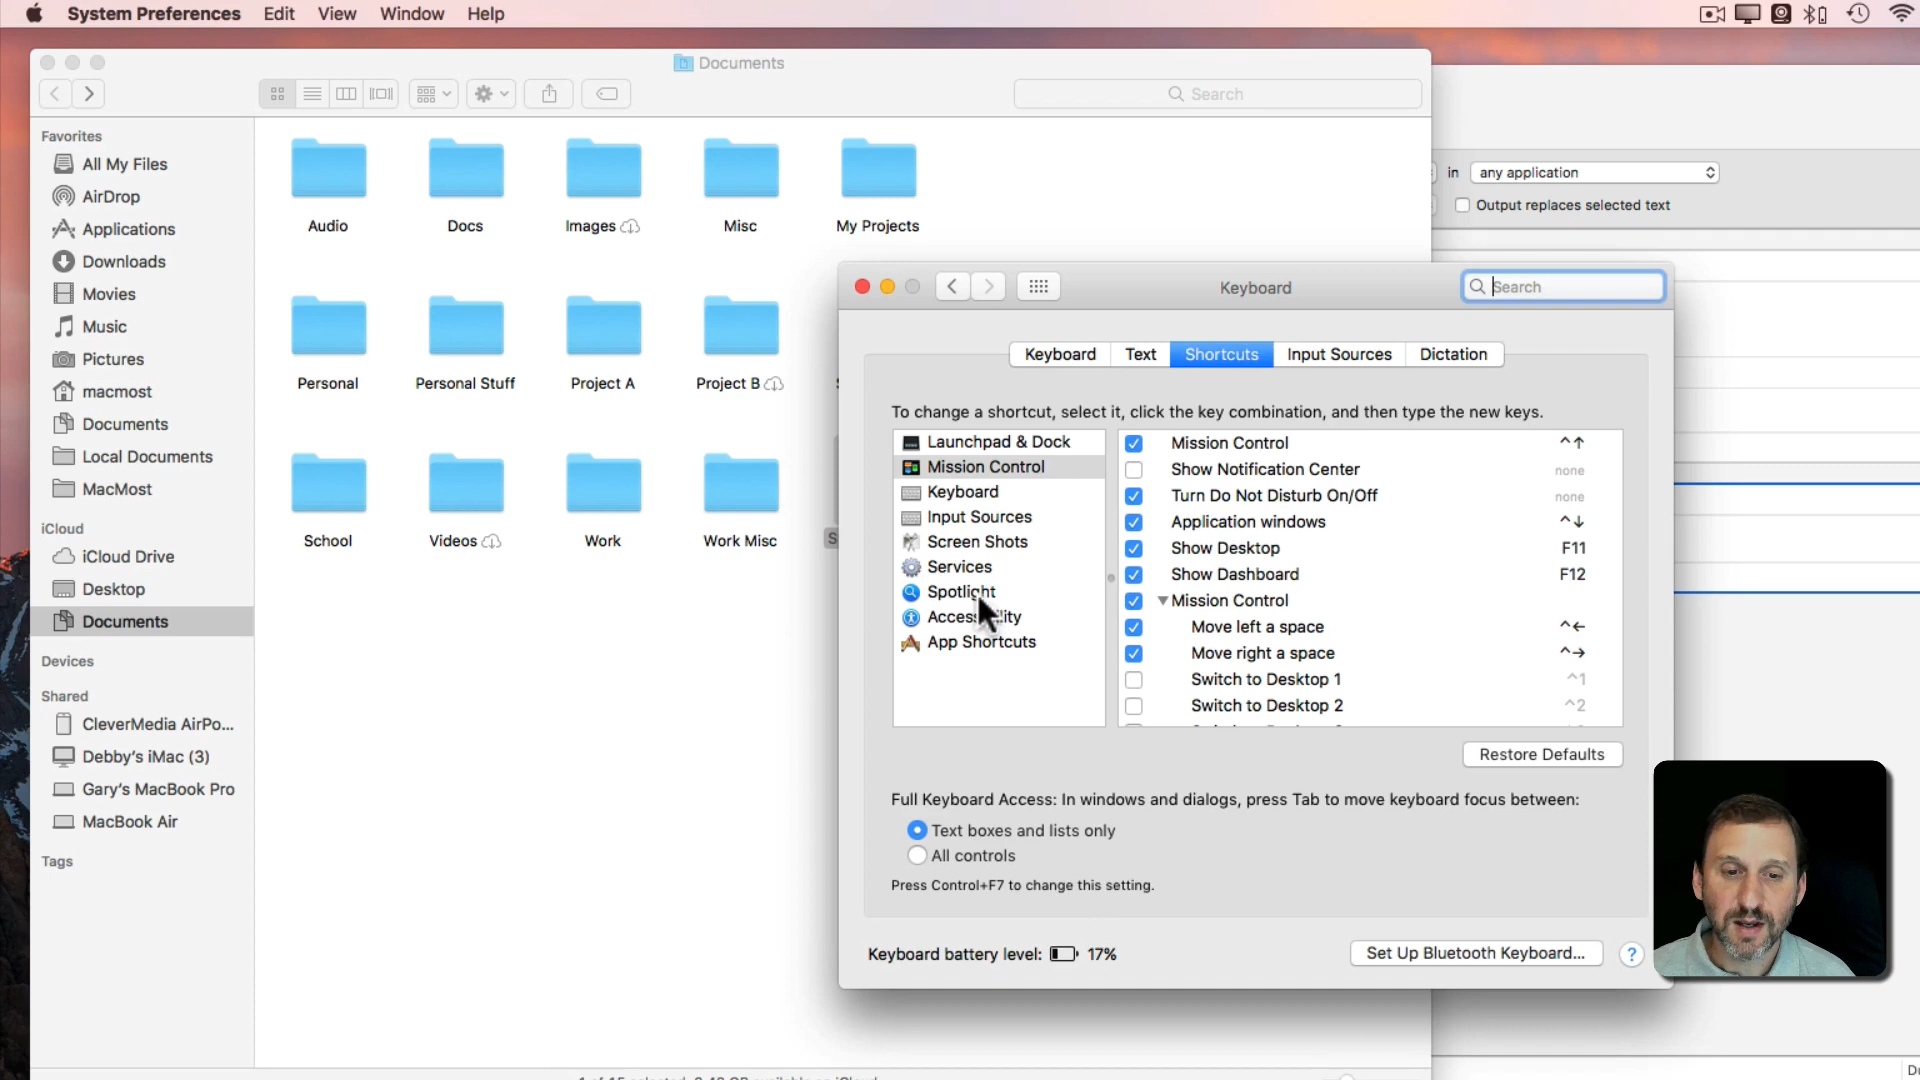 System Preferences Edit View Window Help
Documents
Search
Favorites
All My Files
AirDrop
Applications
Downloads
Movies
Music
Pictures
macmost
Documents
Local Documents
MacMost
iCloud
iCloud Drive
Desktop
Documents
Devices
Shared
CleverMedia AirPo...
Debby's iMac (3)
Gary's MacBook Pro
MacBook Air
Tags
Audio Docs Images Misc My Projects
Personal Personal Stuff Project A Project B
School Videos Work Work Misc
in any application
Output replaces selected text
Keyboard
Search
Keyboard Text Shortcuts Input Sources Dictation
To change a shortcut, select it, click the key combination, and then type the new keys.
Launchpad & Dock
Mission Control
Keyboard
Input Sources
Screen Shots
Services
Spotlight
App Shortcuts
Mission Control ^↑
Show Notification Center none
Turn Do Not Disturb On/Off none
Application windows ^↓
Show Desktop F11
Show Dashboard F12
Mission Control
Move left a space ^←
Move right a space ^→
Switch to Desktop 1 ^1
Switch to Desktop 2 ^2
Restore Defaults
Full Keyboard Access: In windows and dialogs, press Tab to move keyboard focus between:
Text boxes and lists only
All controls
Press Control+F7 to change this setting.
Keyboard battery level: 17%
Set Up Bluetooth Keyboard... ?